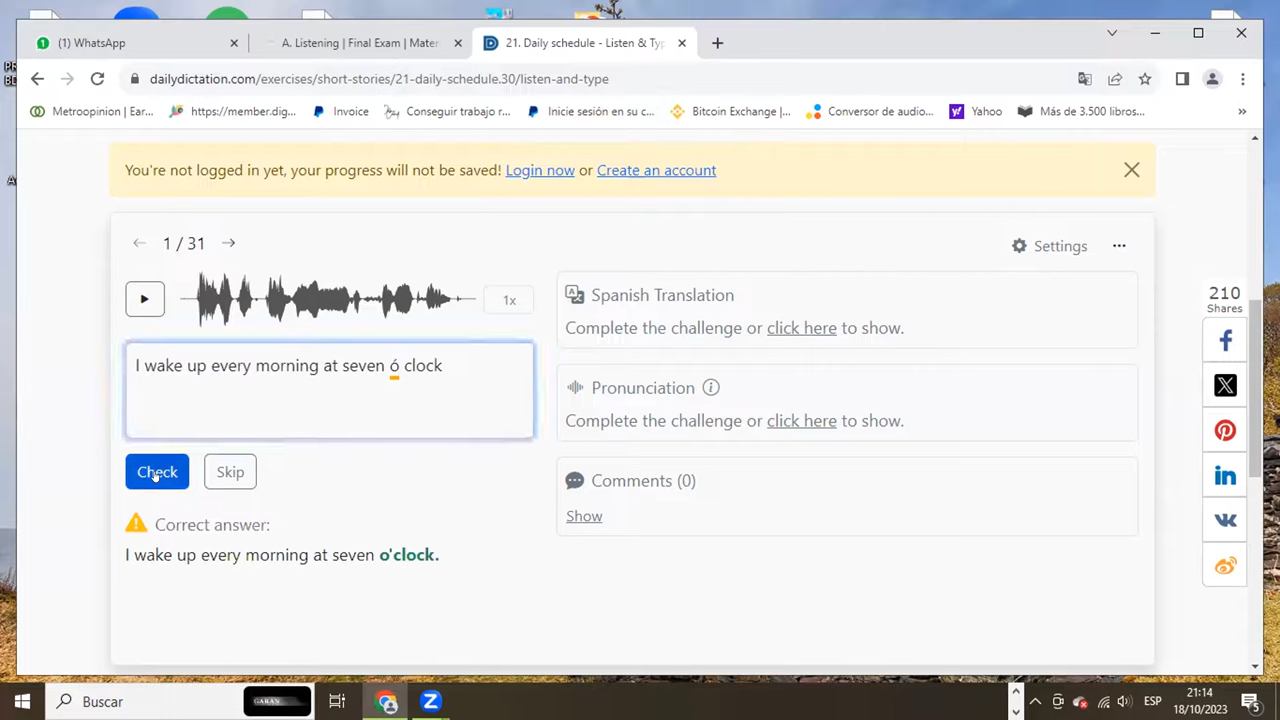 (1) WhatsApp
A. Listening | Final Exam | Mater
21. Daily schedule - Listen & Typ
dailydictation.com/exercises/short-stories/21-daily-schedule.30/listen-and-type
Metroopinion | Ear...
https://member.dig...
Invoice
Conseguir trabajo r...
Inicie sesión en su c...
Bitcoin Exchange |...
Conversor de audio...
Yahoo
Más de 3.500 libros...
»
You're not logged in yet, your progress will not be saved! Login now or Create an account
1 / 31
Settings
1x
Spanish Translation
Complete the challenge or click here to show.
I wake up every morning at seven ó clock
Pronunciation
Complete the challenge or click here to show.
Check
Skip
Comments (0)
Show
Correct answer:
I wake up every morning at seven o'clock.
210
Shares
Buscar
GARAN
ESP
21:14
18/10/2023
5